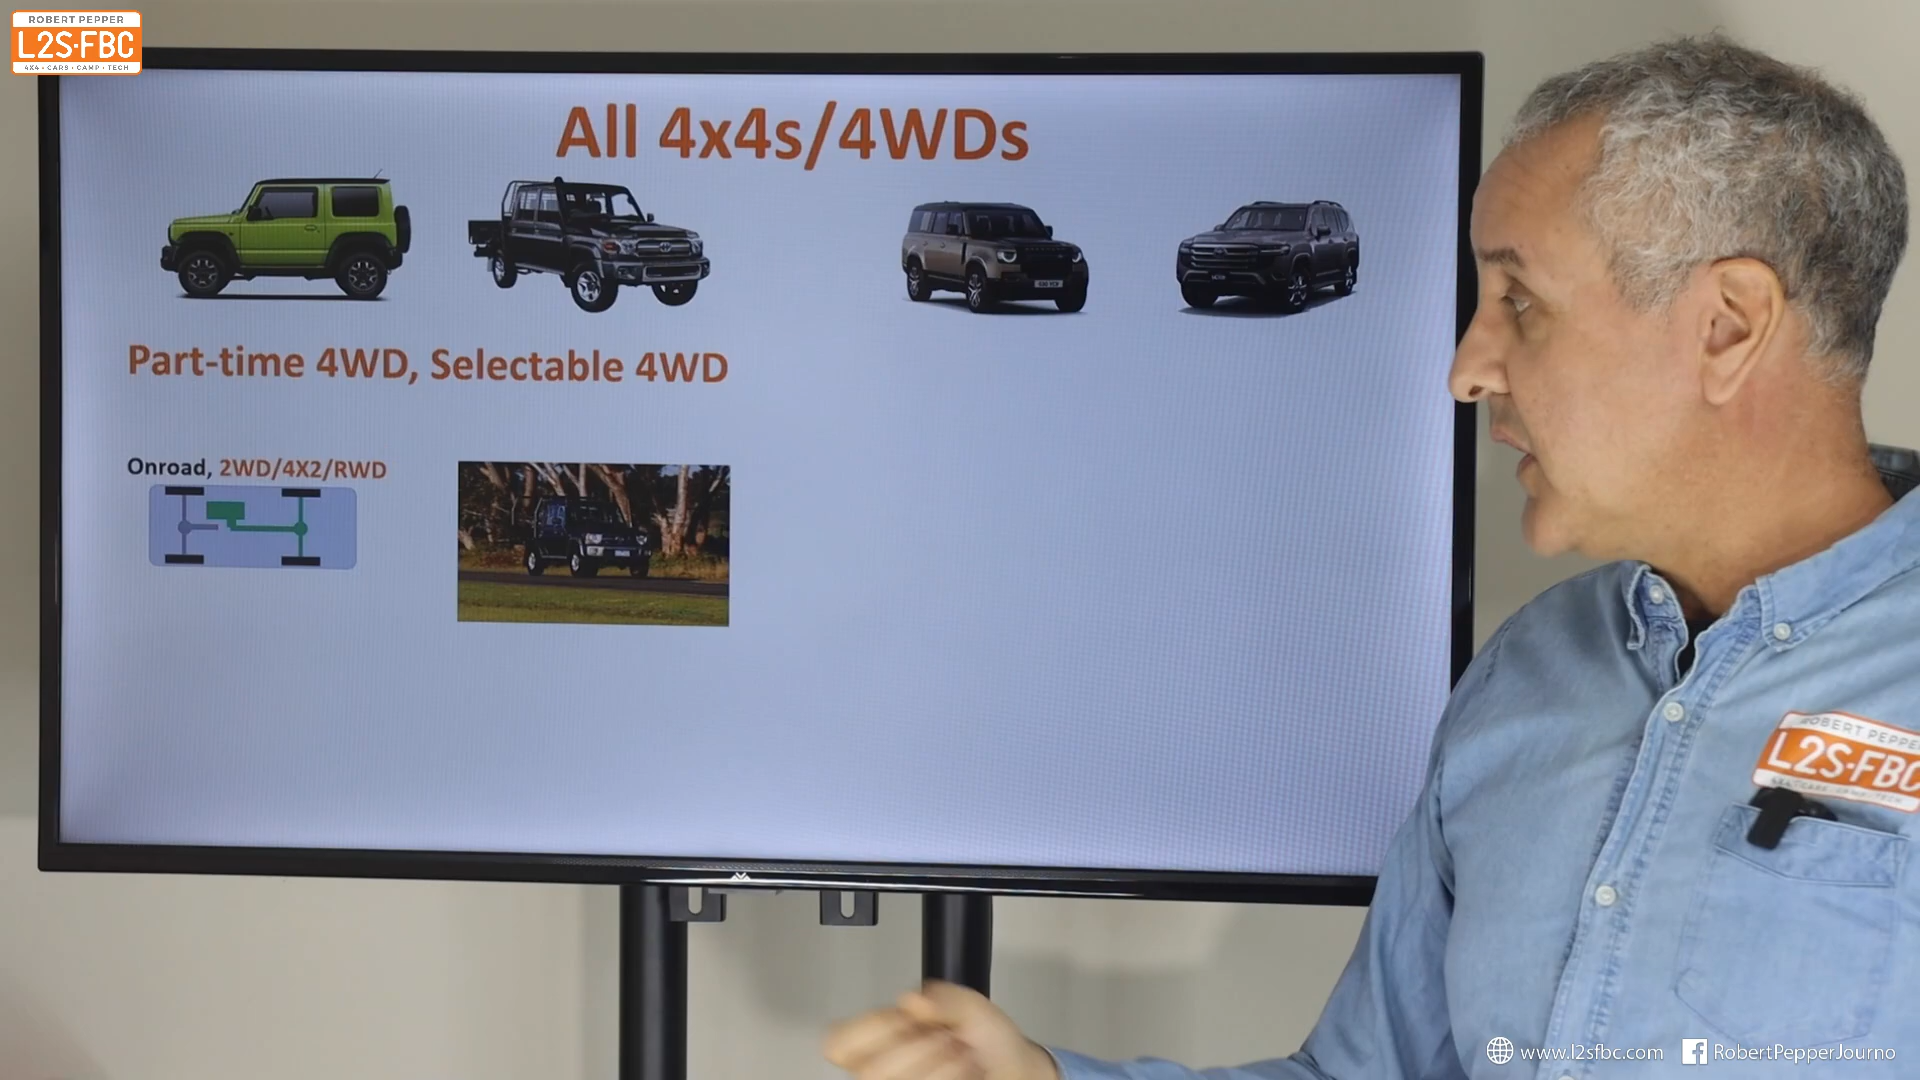 ROBERT PEPPER
L2S·FBC
4X4 · CARS · CAMP · TECH
All 4x4s/4WDs
Part-time 4WD, Selectable 4WD
Onroad, 2WD/4X2/RWD
ROBERT PEPPE
L2S·FBC
www.l2sfbc.com
RobertPepperJourno